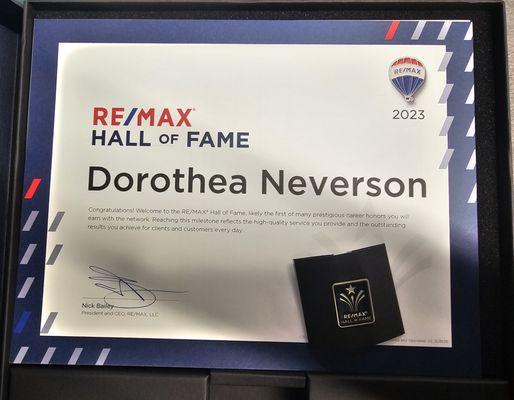 RE/MAX
2023
RE/MAX®
HALL OF FAME
Dorothea Neverson
Congratulations! Welcome to the RE/MAX® Hall of Fame, likely the first of many prestigious career honors you will
earn with the network. Reaching this milestone reflects the high-quality service you provide and the outstanding
results you achieve for clients and customers every day.
Nick Bailey
President and CEO, RE/MAX, LLC
RE/MAX
HALL OF FAME